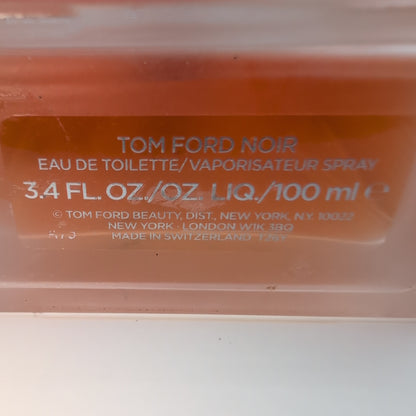 TOM FORD NOIR
EAU DE TOILETTE/VAPORISATEUR SPRAY
3.4 FL. OZ./OZ. LIQ./100 ml ℮
© TOM FORD BEAUTY, DIST., NEW YORK, N.Y. 10022
NEW YORK · LONDON W1K 3BQ
MADE IN SWITZERLAND